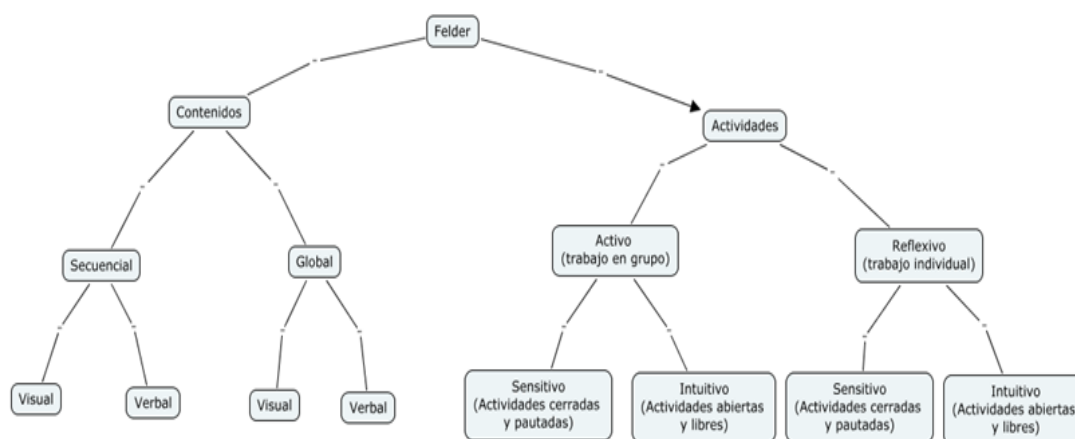 Felder
Contenidos
Actividades
Secuencial
Global
Activo
(trabajo en grupo)
Reflexivo
(trabajo individual)
Visual
Verbal
Visual
Verbal
Sensitivo
(Actividades cerradas
y pautadas)
Intuitivo
(Actividades abiertas
y libres)
Sensitivo
(Actividades cerradas
y pautadas)
Intuitivo
(Actividades abiertas
y libres)